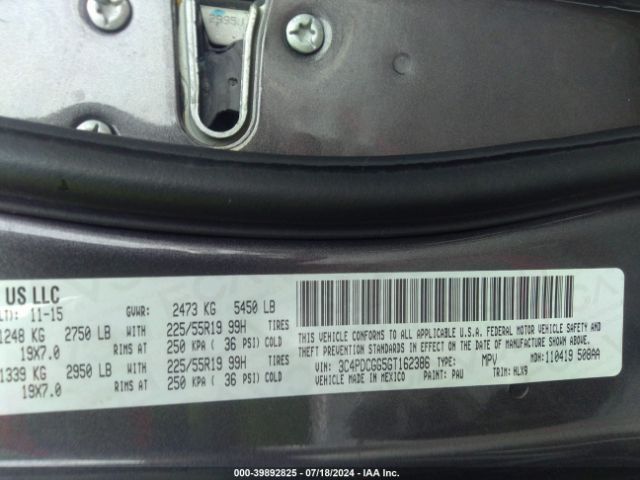 US LLC
11-15
GVWR: 2473 KG 5450 LB
1248 KG 2750 LB WITH 225/55R19 99H TIRES
19X7.0 RIMS AT 250 KPA ( 36 PSI) COLD
1339 KG 2950 LB WITH 225/55R19 99H TIRES
19X7.0 RIMS AT 250 KPA ( 36 PSI) COLD
THIS VEHICLE CONFORMS TO ALL APPLICABLE U.S.A. FEDERAL MOTOR VEHICLE SAFETY AND
THEFT PREVENTION STANDARDS IN EFFECT ON THE DATE OF MANUFACTURE SHOWN ABOVE.
VIN: 3C4PDCGG5GT162386 TYPE: MPV MDH: 110419 508AA
VEHICLE MADE IN MEXICO PAINT: PAU TRIM: HLX9
000-39892825 / 07/18/2024 - IAA Inc.